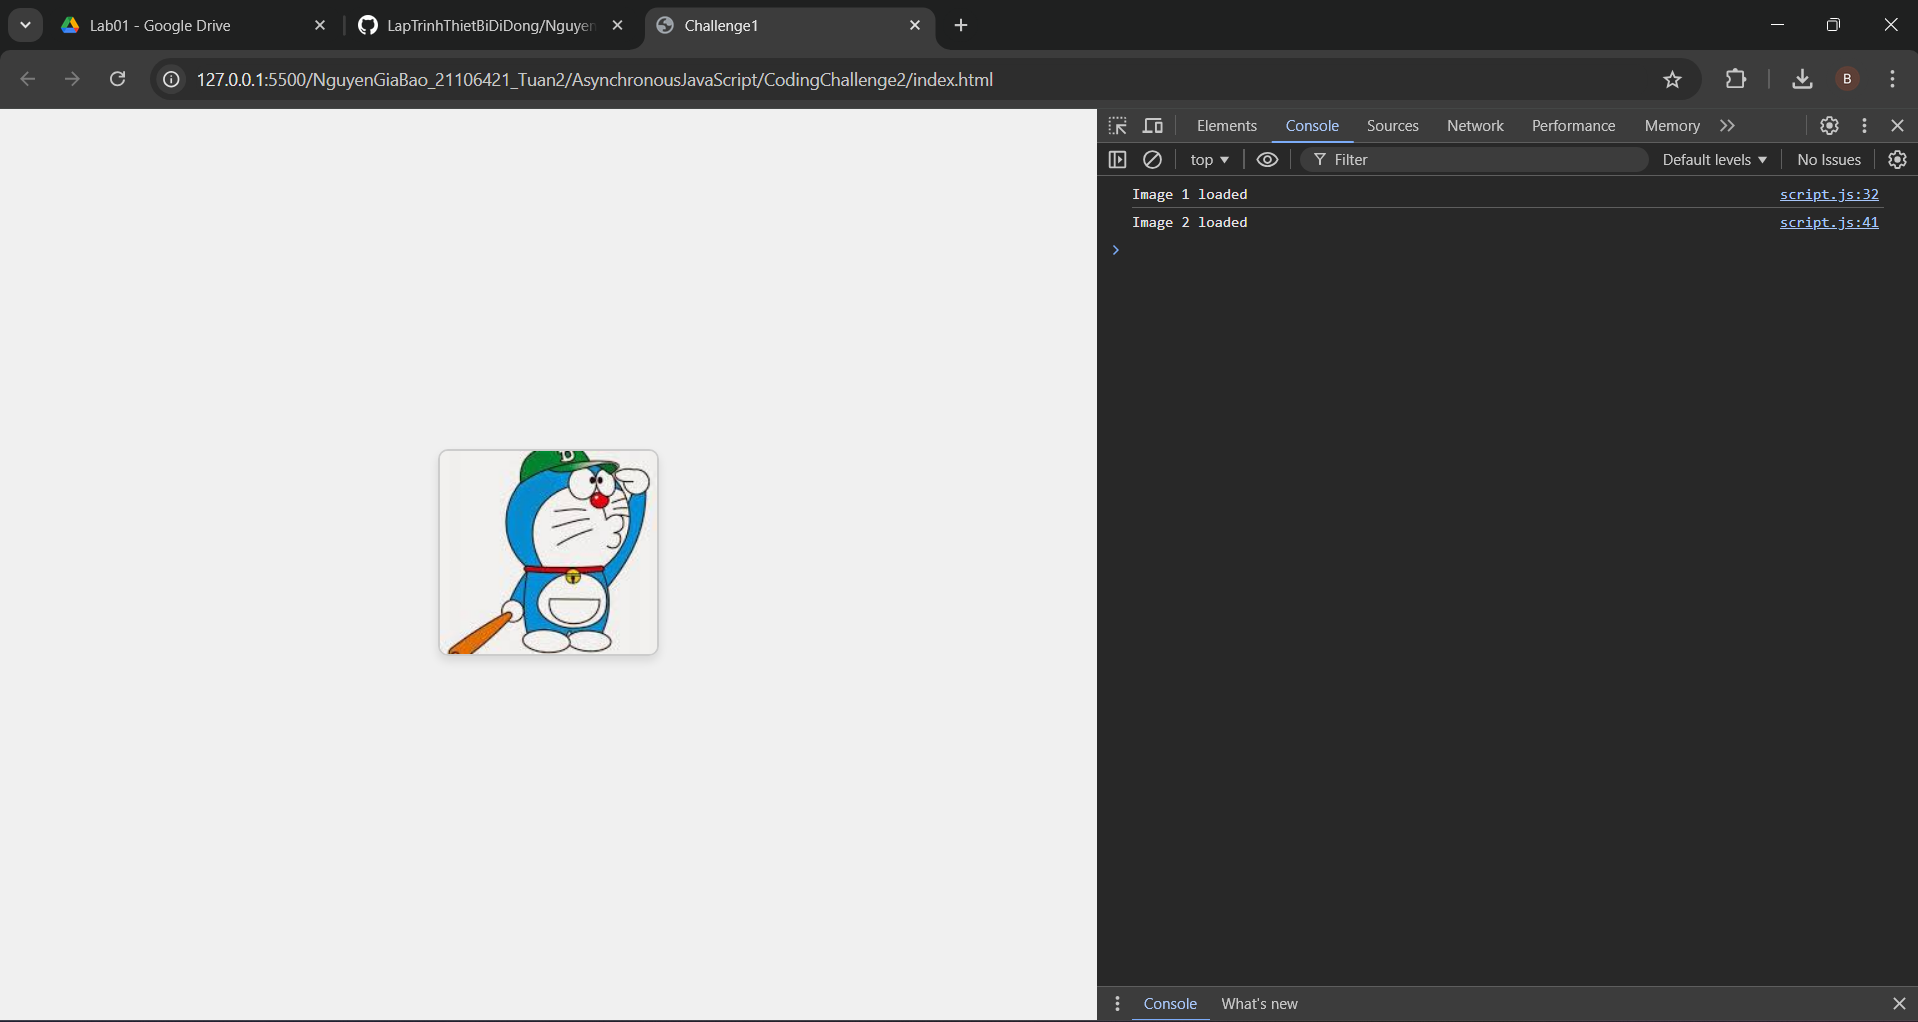 Lab01 - Google Drive
LapTrinhThietBiDiDong/Nguyen
Challenge1
127.0.0.1:5500/NguyenGiaBao_21106421_Tuan2/AsynchronousJavaScript/CodingChallenge2/index.html
B
Elements Console Sources Network Performance Memory
top Filter Default levels No Issues
Image 1 loaded script.js:32
Image 2 loaded script.js:41
D
Console What's new